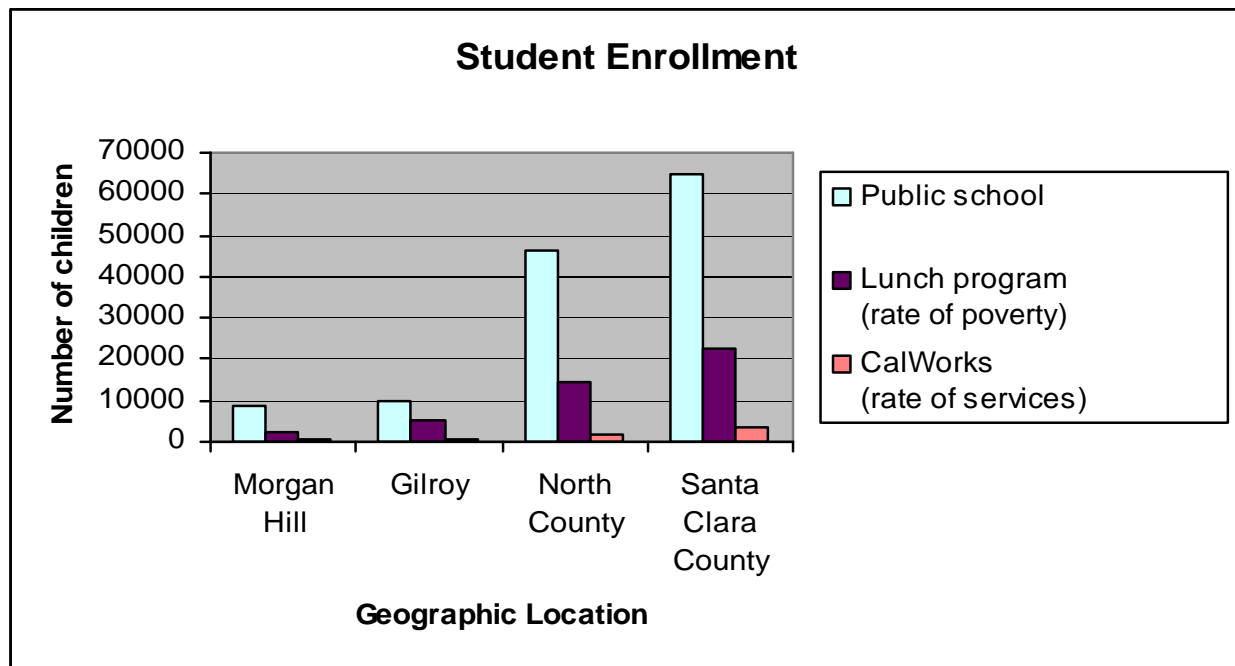 Student Enrollment
Number of children
70000
60000
50000
40000
30000
20000
10000
0
Morgan
Hill
Gilroy
North
County
Santa
Clara
County
Geographic Location
Public school
Lunch program
(rate of poverty)
CalWorks
(rate of services)